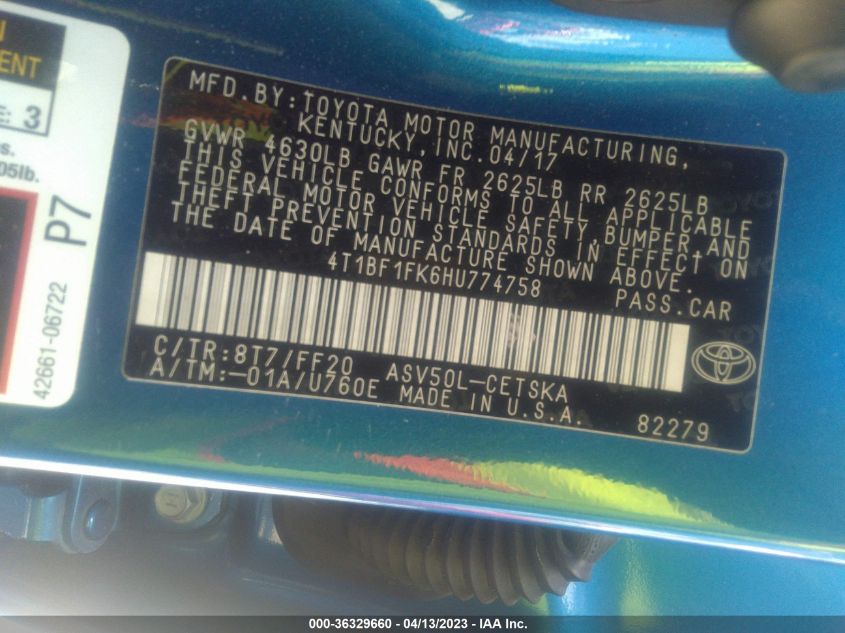 N
ENT
: 3
s.
05lb.
P7
42661-06722
MFD.BY:TOYOTA MOTOR MANUFACTURING,
KENTUCKY,INC.04/17
GVWR 4630LB GAWR FR 2625LB RR 2625LB
THIS VEHICLE CONFORMS TO ALL APPLICABLE
FEDERAL MOTOR VEHICLE SAFETY,BUMPER,AND
THEFT PREVENTION STANDARDS IN EFFECT ON
THE DATE OF MANUFACTURE SHOWN ABOVE.
4T1BF1FK6HU774758 PASS.CAR
C/TR:8T7/FF20 ASV50L-CETSKA
A/TM:-01A/U760E MADE IN U.S.A.
82279
000-36329660 - 04/13/2023 - IAA Inc.